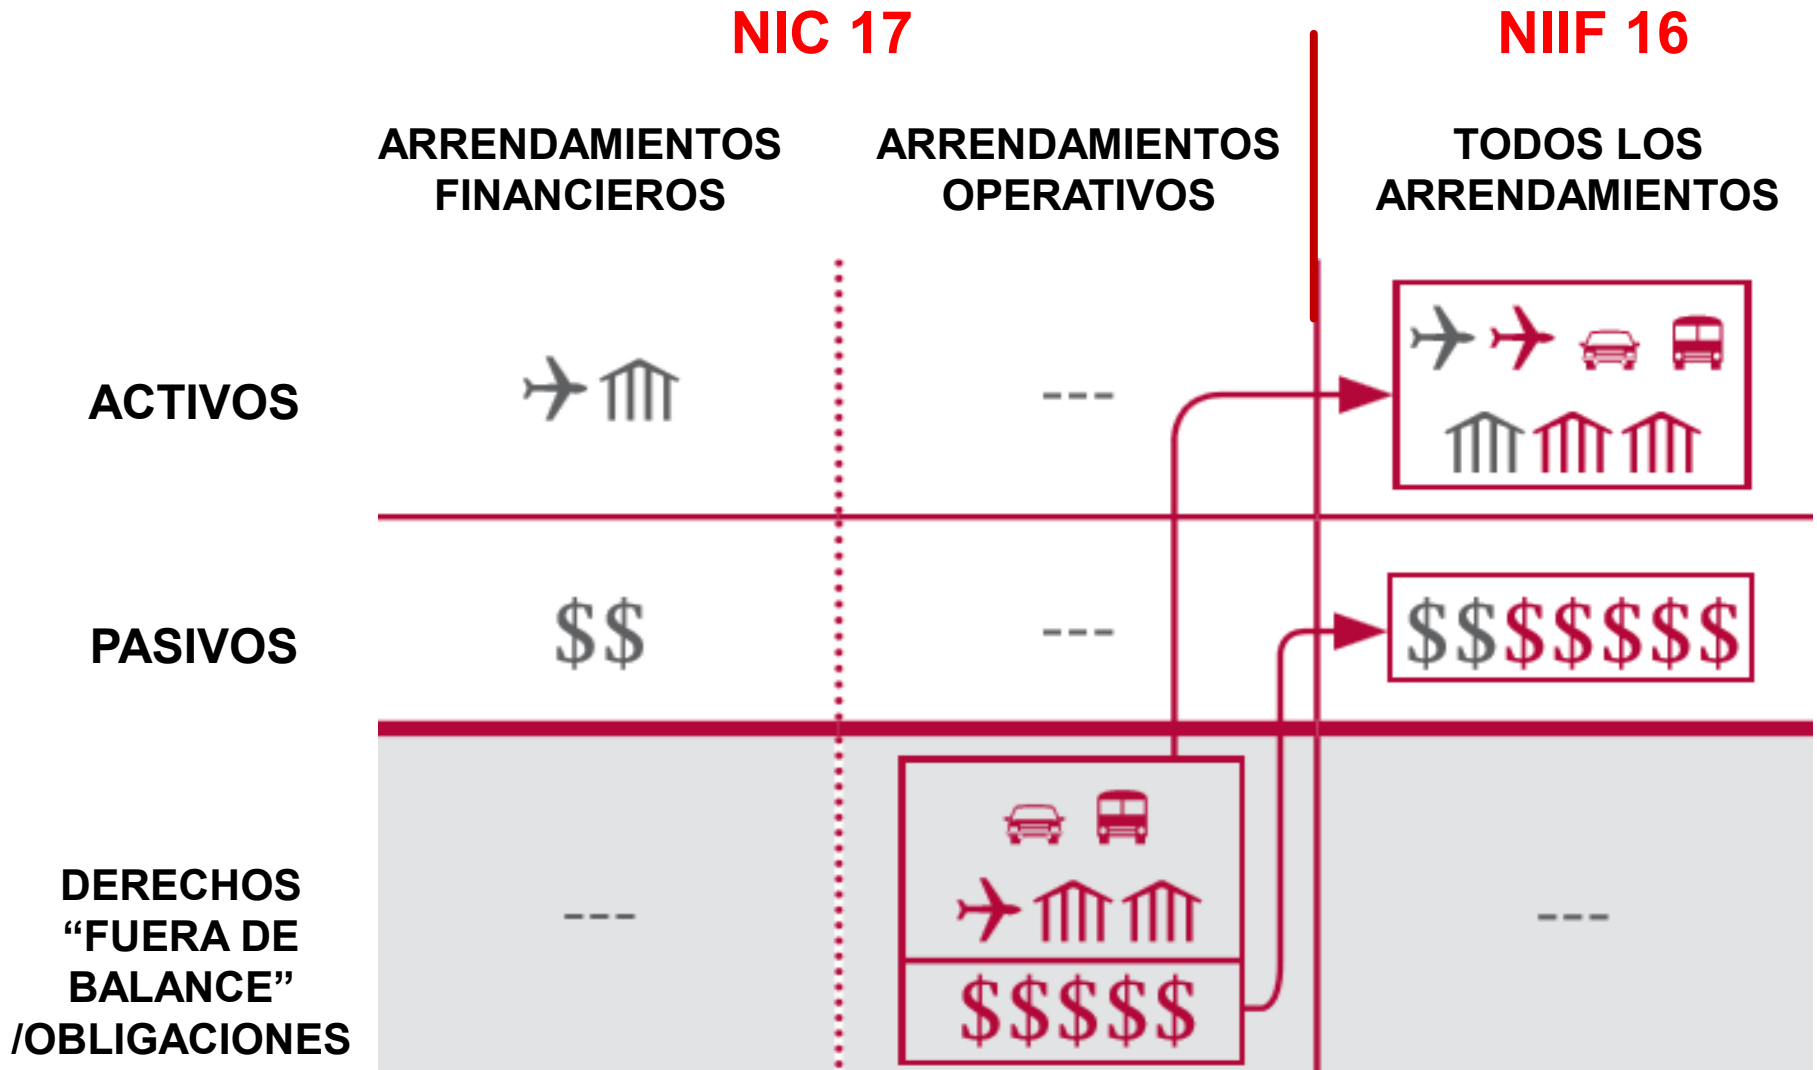 NIC 17
NIIF 16
ARRENDAMIENTOS
FINANCIEROS
ARRENDAMIENTOS
OPERATIVOS
TODOS LOS
ARRENDAMIENTOS
ACTIVOS
---
PASIVOS
$$
---
$$$$$$$
DERECHOS
“FUERA DE
BALANCE”
/OBLIGACIONES
---
$$$$$
---